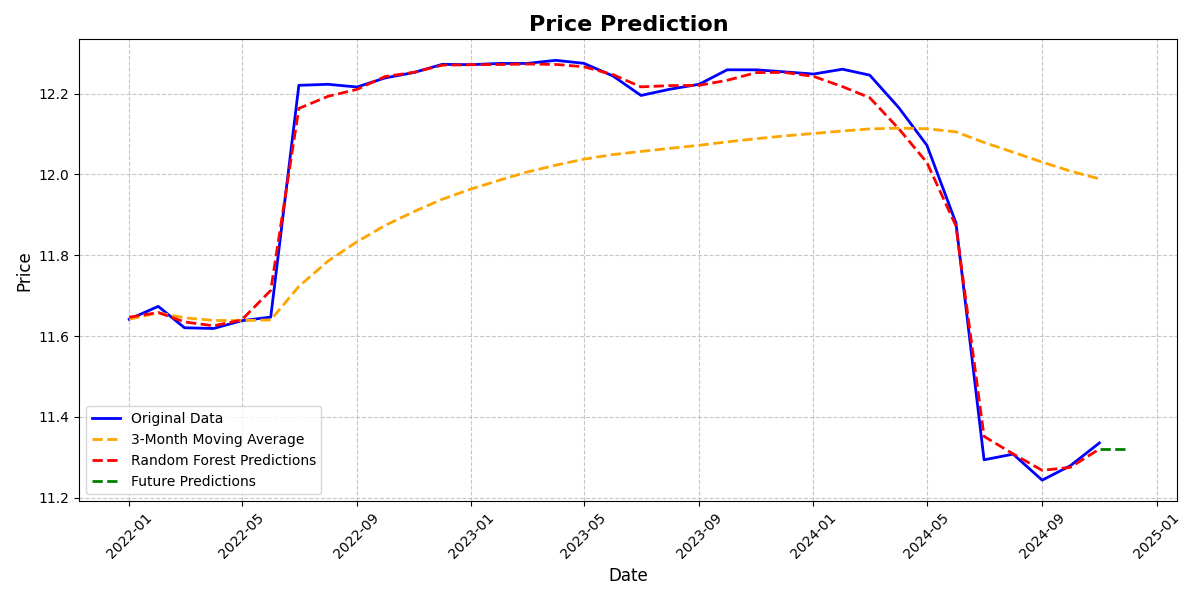 Price Prediction
Price
12.2
12.0
11.8
11.6
11.4
11.2
Original Data
3-Month Moving Average
Random Forest Predictions
Future Predictions
2022-01
2022-05
2022-09
2023-01
2023-05
2023-09
2024-01
2024-05
2024-09
2025-01
Date